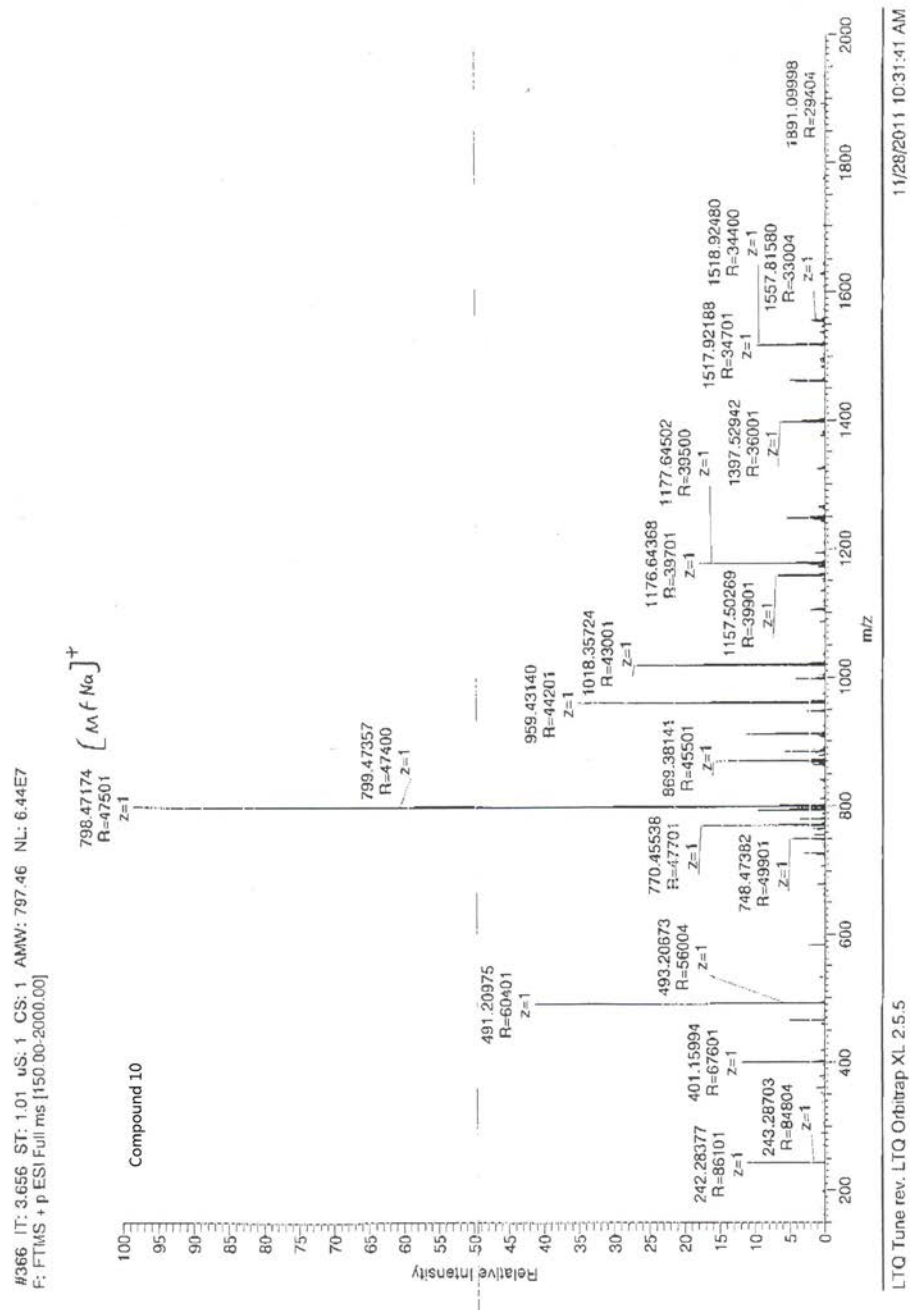 #366 IT: 3.656 ST: 1.01 uS: 1 CS: 1 AMW: 797.46 NL: 6.44E7
F: FTMS + p ESI Full ms [150.00-2000.00]
Compound 10
[M+Na]+
798.47174
R=47501
z=1
799.47357
R=47400
z=1
491.20975
R=60401
z=1
959.43140
R=44201
z=1
1018.35724
R=43001
z=1
1176.64368
R=39701
z=1
1177.64502
R=39500
z=1
1517.92188
R=34701
z=1
1518.92480
R=34400
z=1
242.28377
R=86101
z=1
243.28703
R=84804
z=1
401.15994
R=67601
z=1
493.20673
R=56004
z=1
770.45538
R=47701
z=1
748.47382
R=49901
z=1
869.38141
R=45501
z=1
1157.50269
R=39901
z=1
1397.52942
R=36001
z=1
1557.81580
R=33004
z=1
1891.09998
R=29404
100
95
90
85
80
75
70
65
60
55
50
45
40
35
30
25
20
15
10
5
0
Relative Intensity
200
400
600
800
1000
1200
1400
1600
1800
2000
m/z
LTQ Tune rev. LTQ Orbitrap XL 2.5.5
11/28/2011 10:31:41 AM